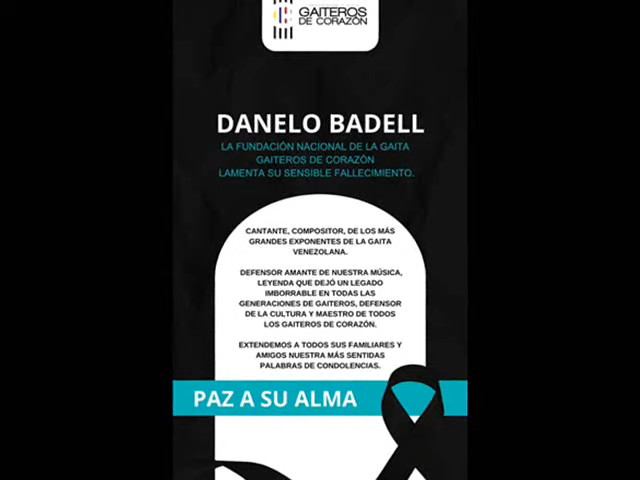 GAITEROS
DE CORAZÓN
DANELO BADELL
LA FUNDACIÓN NACIONAL DE LA GAITA
GAITEROS DE CORAZÓN
LAMENTA SU SENSIBLE FALLECIMIENTO.
CANTANTE, COMPOSITOR, DE LOS MÁS
GRANDES EXPONENTES DE LA GAITA
VENEZOLANA.
DEFENSOR AMANTE DE NUESTRA MÚSICA,
LEYENDA QUE DEJÓ UN LEGADO
IMBORRABLE EN TODAS LAS
GENERACIONES DE GAITEROS, DEFENSOR
DE LA CULTURA Y MAESTRO DE TODOS
LOS GAITEROS DE CORAZÓN.
EXTENDEMOS A TODOS SUS FAMILIARES Y
AMIGOS NUESTRA MÁS SENTIDAS
PALABRAS DE CONDOLENCIAS.
PAZ A SU ALMA